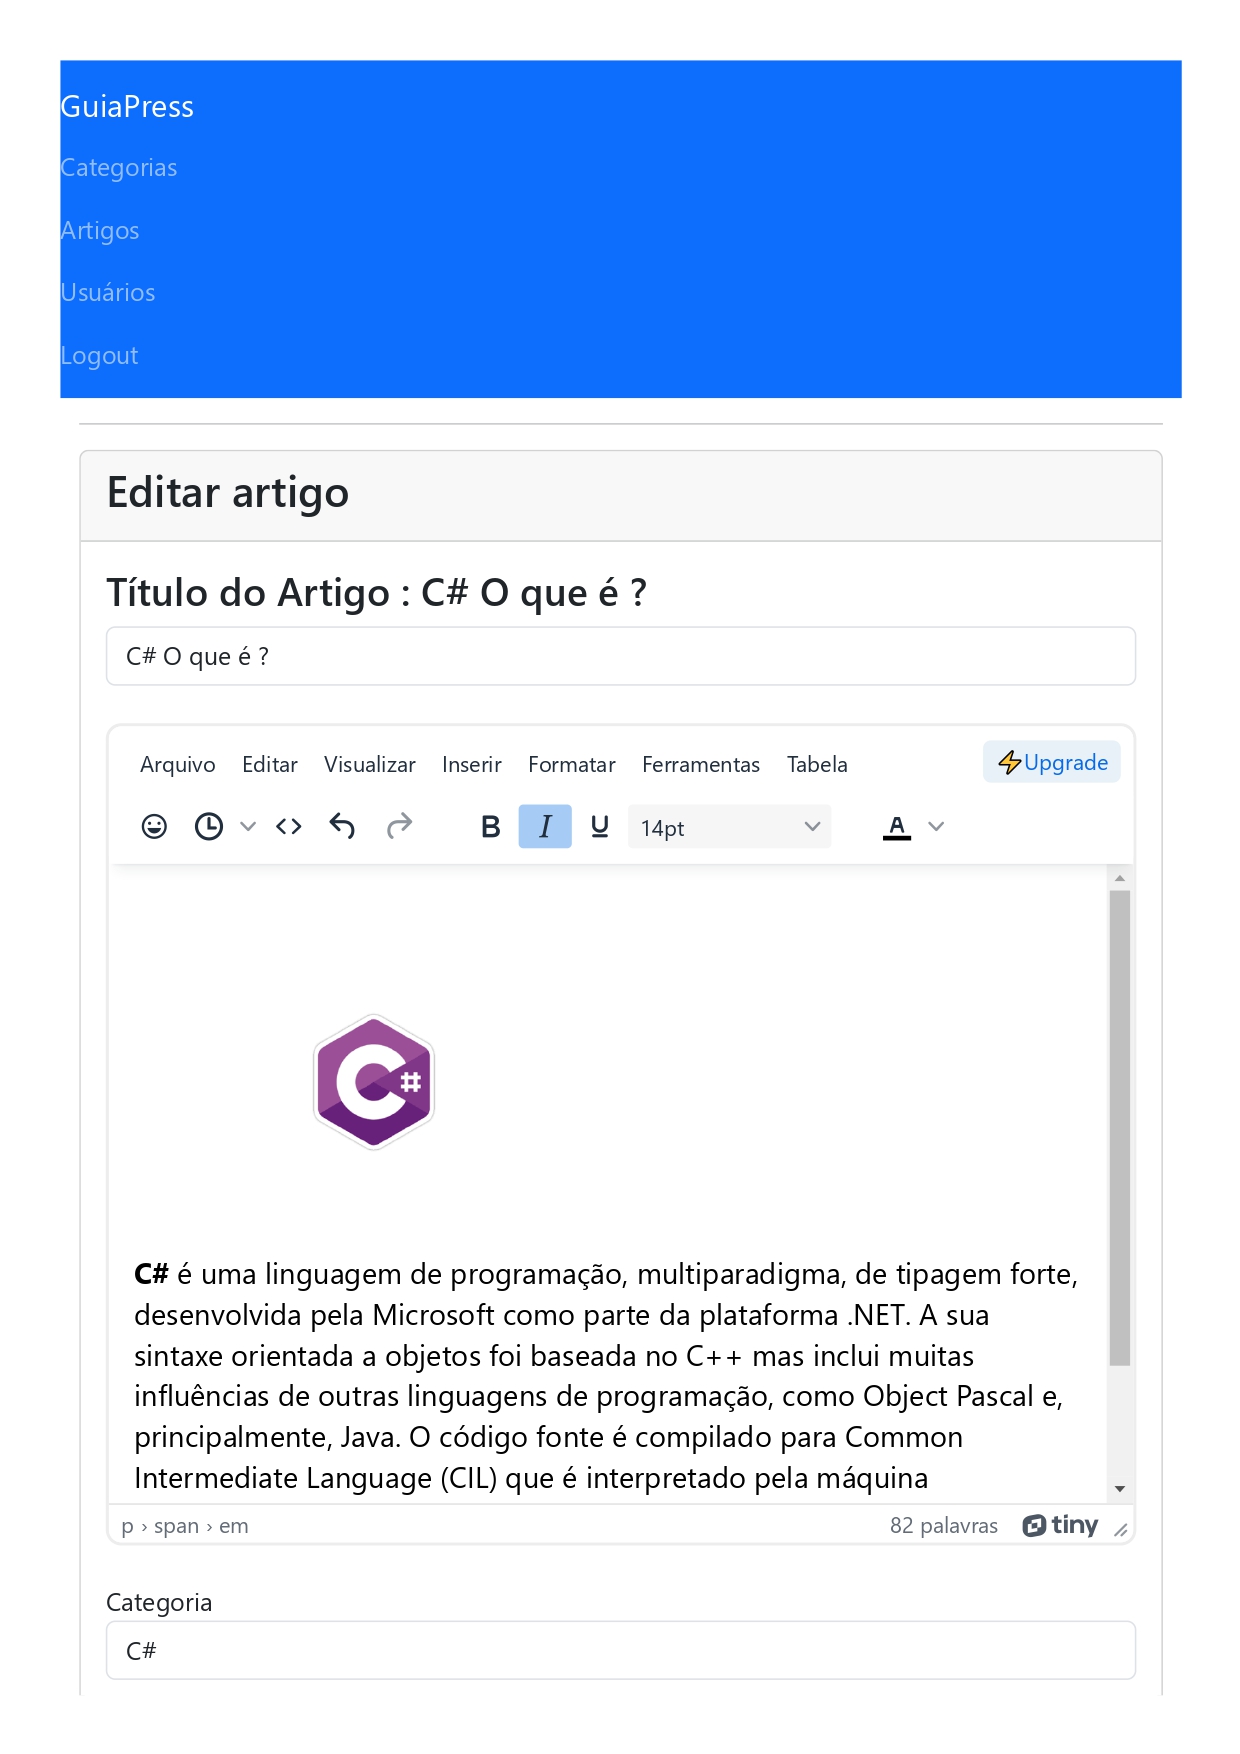 GuiaPress
Categorias
Artigos
Usuários
Logout
Editar artigo
Título do Artigo : C# O que é ?
C# O que é ?
Arquivo Editar Visualizar Inserir Formatar Ferramentas Tabela ⚡Upgrade
B I U 14pt A
C#
C# é uma linguagem de programação, multiparadigma, de tipagem forte,
desenvolvida pela Microsoft como parte da plataforma .NET. A sua
sintaxe orientada a objetos foi baseada no C++ mas inclui muitas
influências de outras linguagens de programação, como Object Pascal e,
principalmente, Java. O código fonte é compilado para Common
Intermediate Language (CIL) que é interpretado pela máquina
p › span › em 82 palavras tiny
Categoria
C#